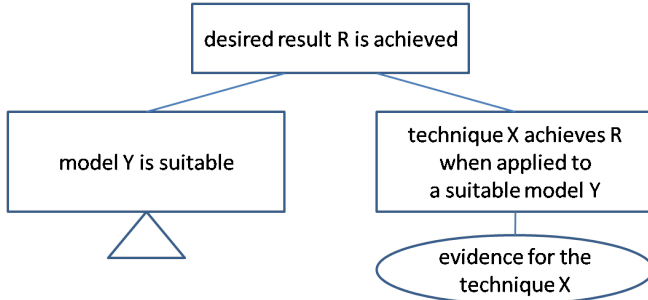 desired result R is achieved
model Y is suitable
technique X achieves R
when applied to
a suitable model Y
evidence for the
technique X